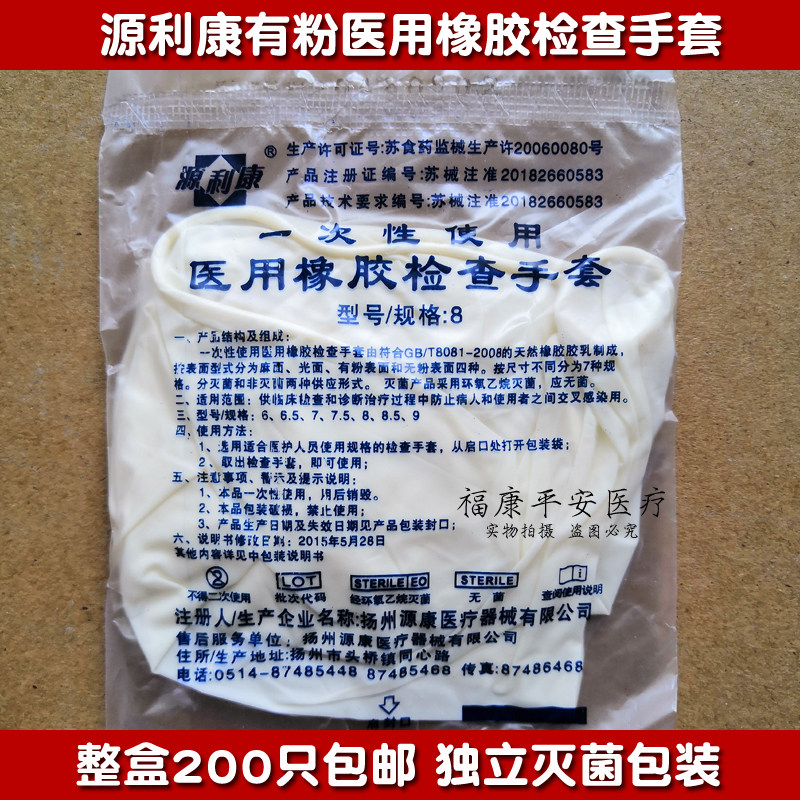 源利康有粉医用橡胶检查手套
源利康
®
生产许可证号:苏食药监械生产许20060080号
产品注册证编号:苏械注准20182660583
产品技术要求编号:苏械注准20182660583
一次性使用
医用橡胶检查手套
型号/规格:8
一、产品结构及组成:
一次性使用医用橡胶检查手套由符合GB/T8081-2008的天然橡胶胶乳制成,
按表面型式分为麻面、光面、有粉表面和无粉表面四种。按尺寸不同分为7种规
格。分灭菌和非灭菌两种供应形式。 灭菌产品采用环氧乙烷灭菌,应无菌。
二、适用范围:供临床检查和诊断治疗过程中防止病人和使用者之间交叉感染用。
三、型号/规格:6、6.5、7、7.5、8、8.5、9
四、使用方法:
1、选用适合医护人员使用规格的检查手套,从启口处打开包装袋;
2、取出检查手套,即可使用;
五、注意事项、警示及提示说明:
1、本品一次性使用,用后销毁。
2、本品包装破损,禁止使用;
3、产品生产日期及失效日期见产品包装封口;
六、说明书修改日期:2015年5月28日
其他内容详见中包装说明书
福康平安医疗
实物拍摄 盗图必究
2
LOT
STERILE EO
STERILE
i
不得二次使用
批次代码
经环氧乙烷灭菌
无菌
查阅使用说明
注册人/生产企业名称:扬州源康医疗器械有限公司
售后服务单位:扬州源康医疗器械有限公司
住所/生产地址:扬州市头桥镇同心路
电话:0514-87485448 87485468 传真:87486468
整盒200只包邮 独立灭菌包装